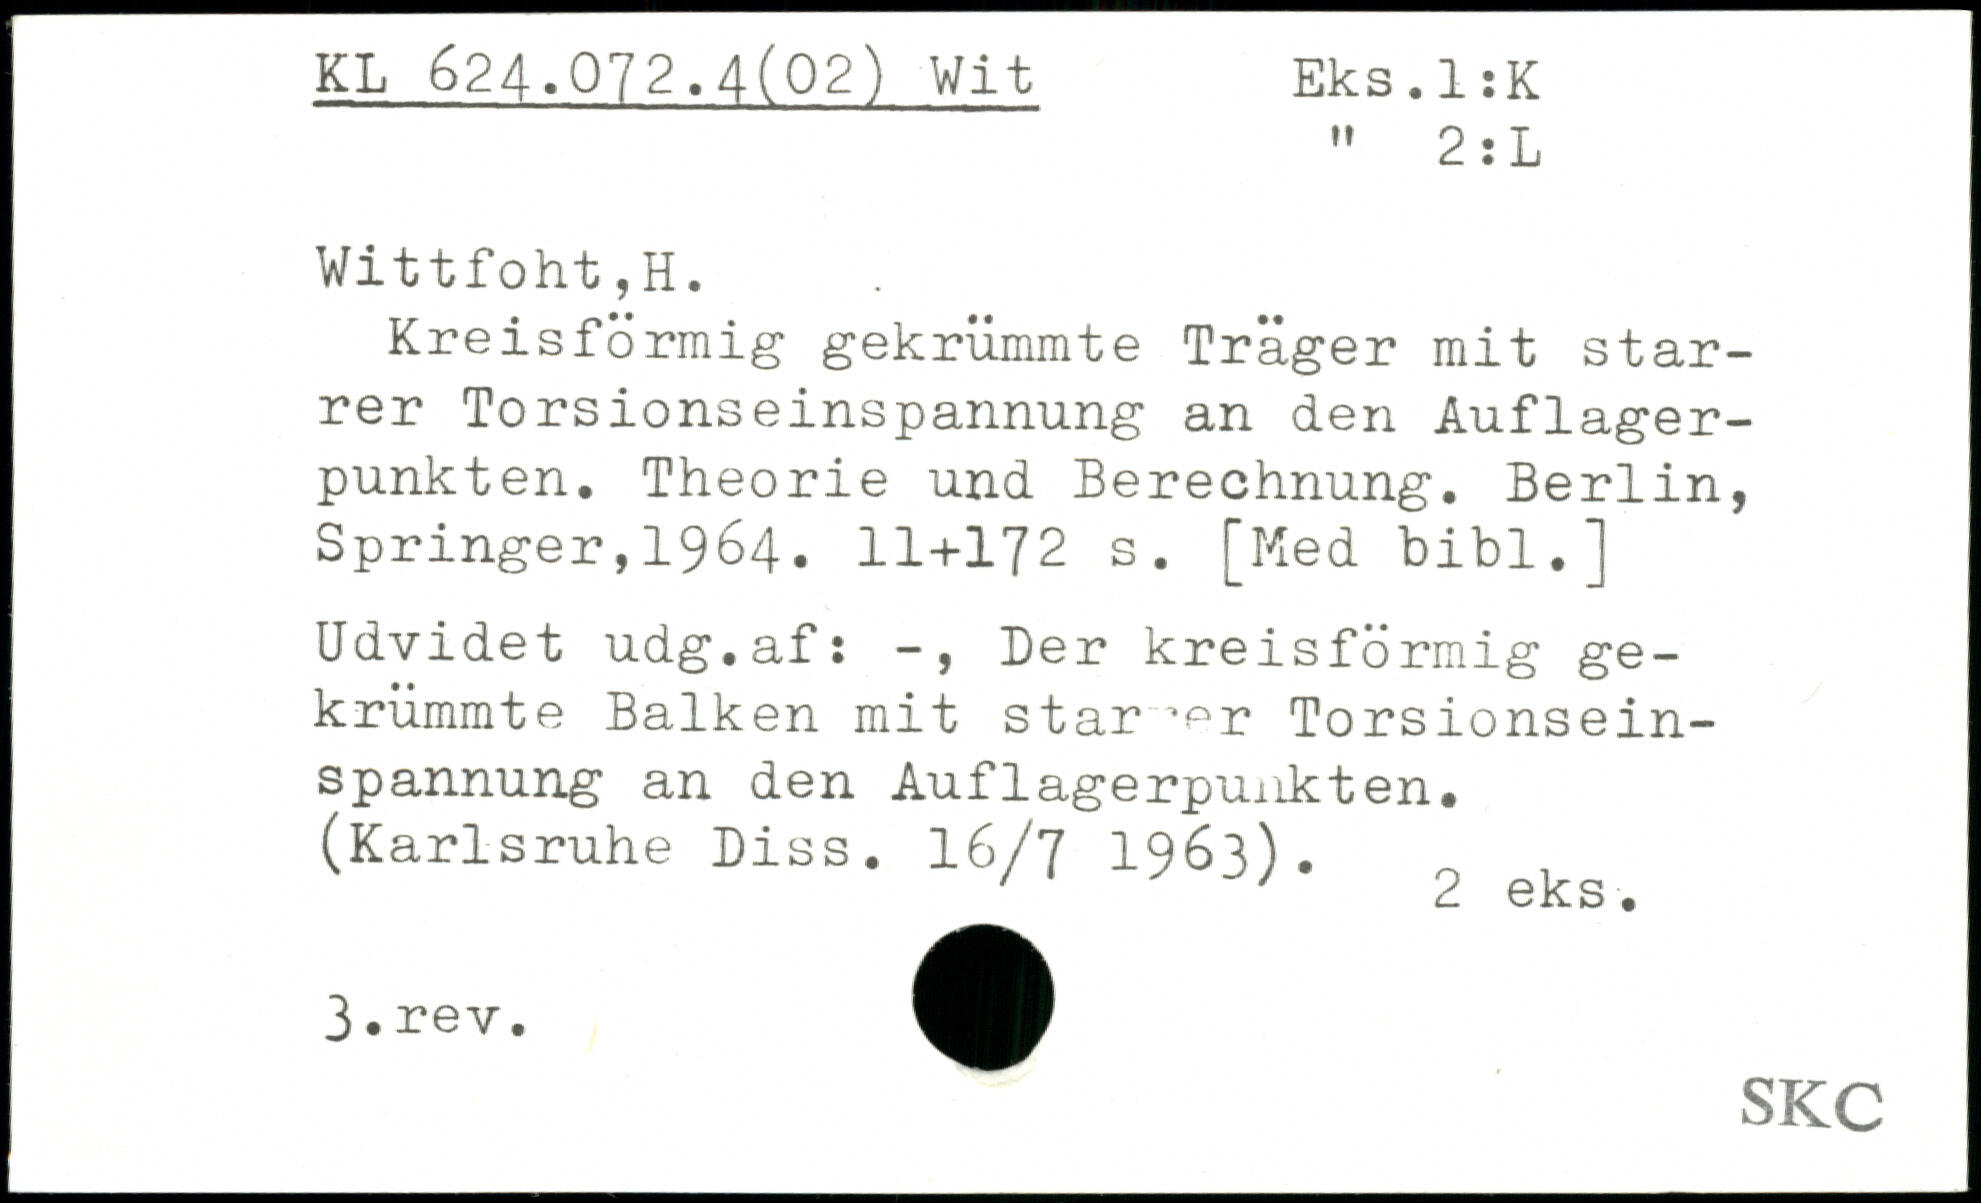 KL 624.072.4(02) Wit Eks.1:K
" 2:L
Wittfoht,H.
Kreisförmig gekrümmte Träger mit star-
rer Torsionseinspannung an den Auflager-
punkten. Theorie und Berechnung. Berlin,
Springer,1964. 11+172 s. [Med bibl.]
Udvidet udg.af: -, Der kreisförmig ge-
krümmte Balken mit starrer Torsionsein-
spannung an den Auflagerpunkten.
(Karlsruhe Diss. 16/7 1963).
2 eks.
3.rev.
SKC